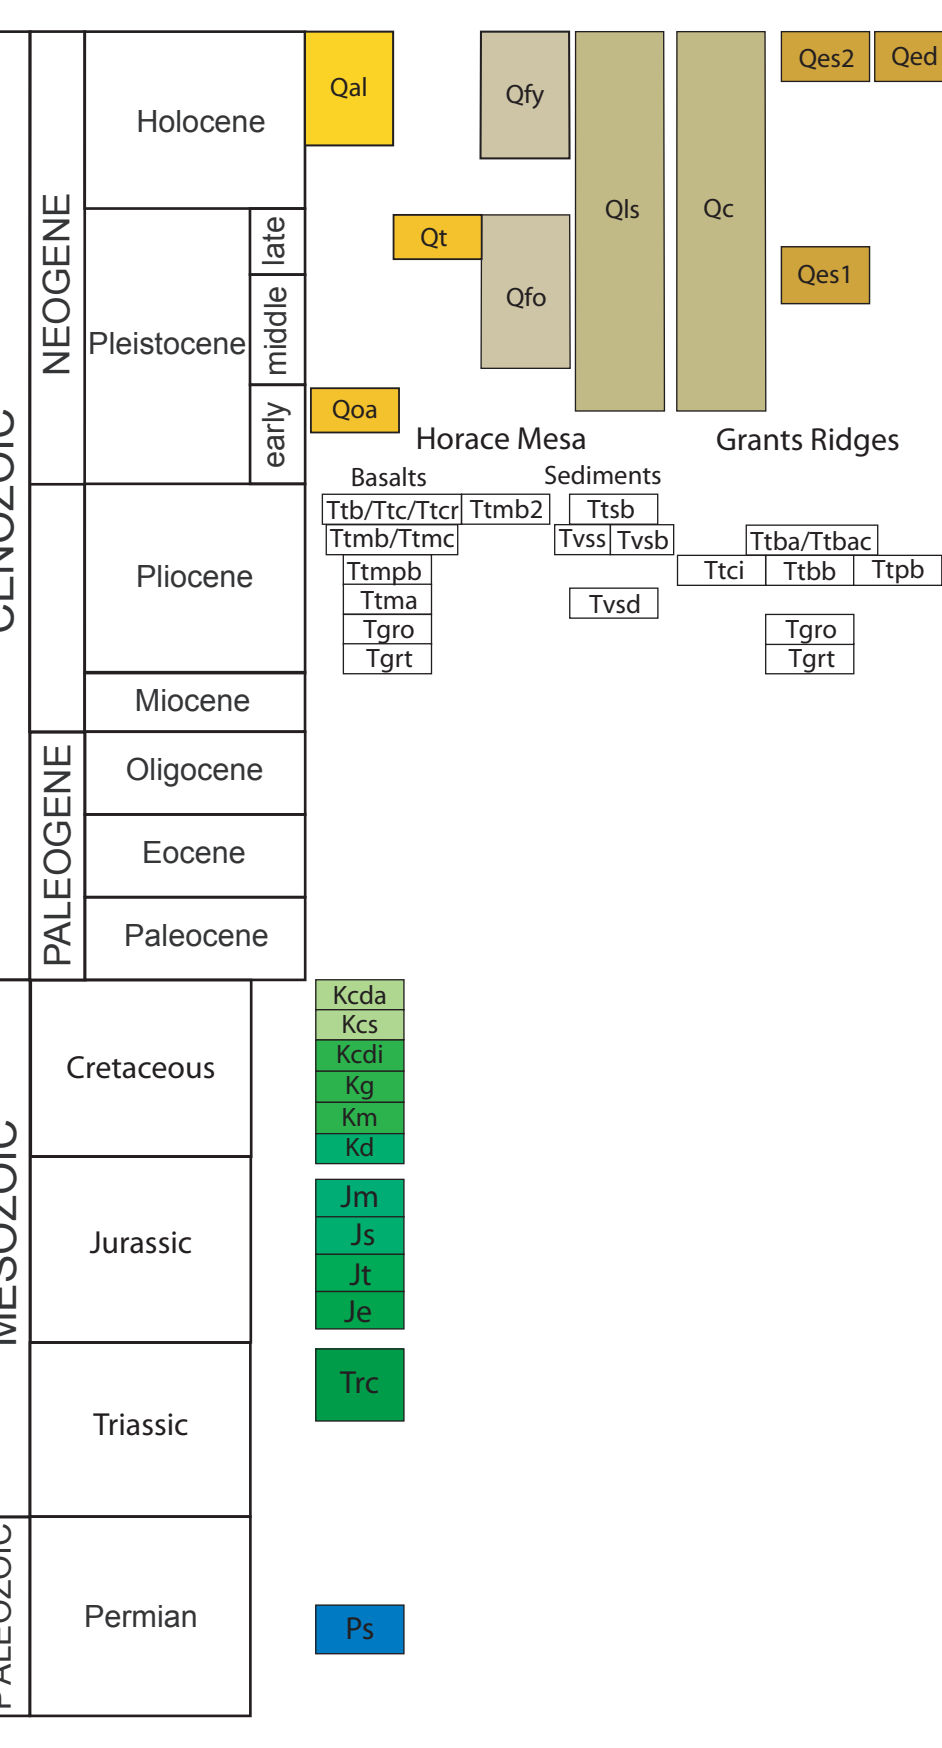 CENOZOIC
NEOGENE
Holocene
Pleistocene
late
middle
early
Pliocene
Miocene
PALEOGENE
Oligocene
Eocene
Paleocene
MESOZOIC
Cretaceous
Jurassic
Triassic
PALEOZOIC
Permian
Qal
Qfy
Qls
Qc
Qes2
Qed
Qt
Qfo
Qes1
Qoa
Horace Mesa
Grants Ridges
Basalts
Sediments
Ttb/Ttc/Ttcr
Ttmb2
Ttsb
Ttmb/Ttmc
Tvss
Tvsb
Ttba/Ttbac
Ttmpb
Ttci
Ttbb
Ttpb
Ttma
Tvsd
Tgro
Tgro
Tgrt
Tgrt
Kcda
Kcs
Kcdi
Kg
Km
Kd
Jm
Js
Jt
Je
Trc
Ps